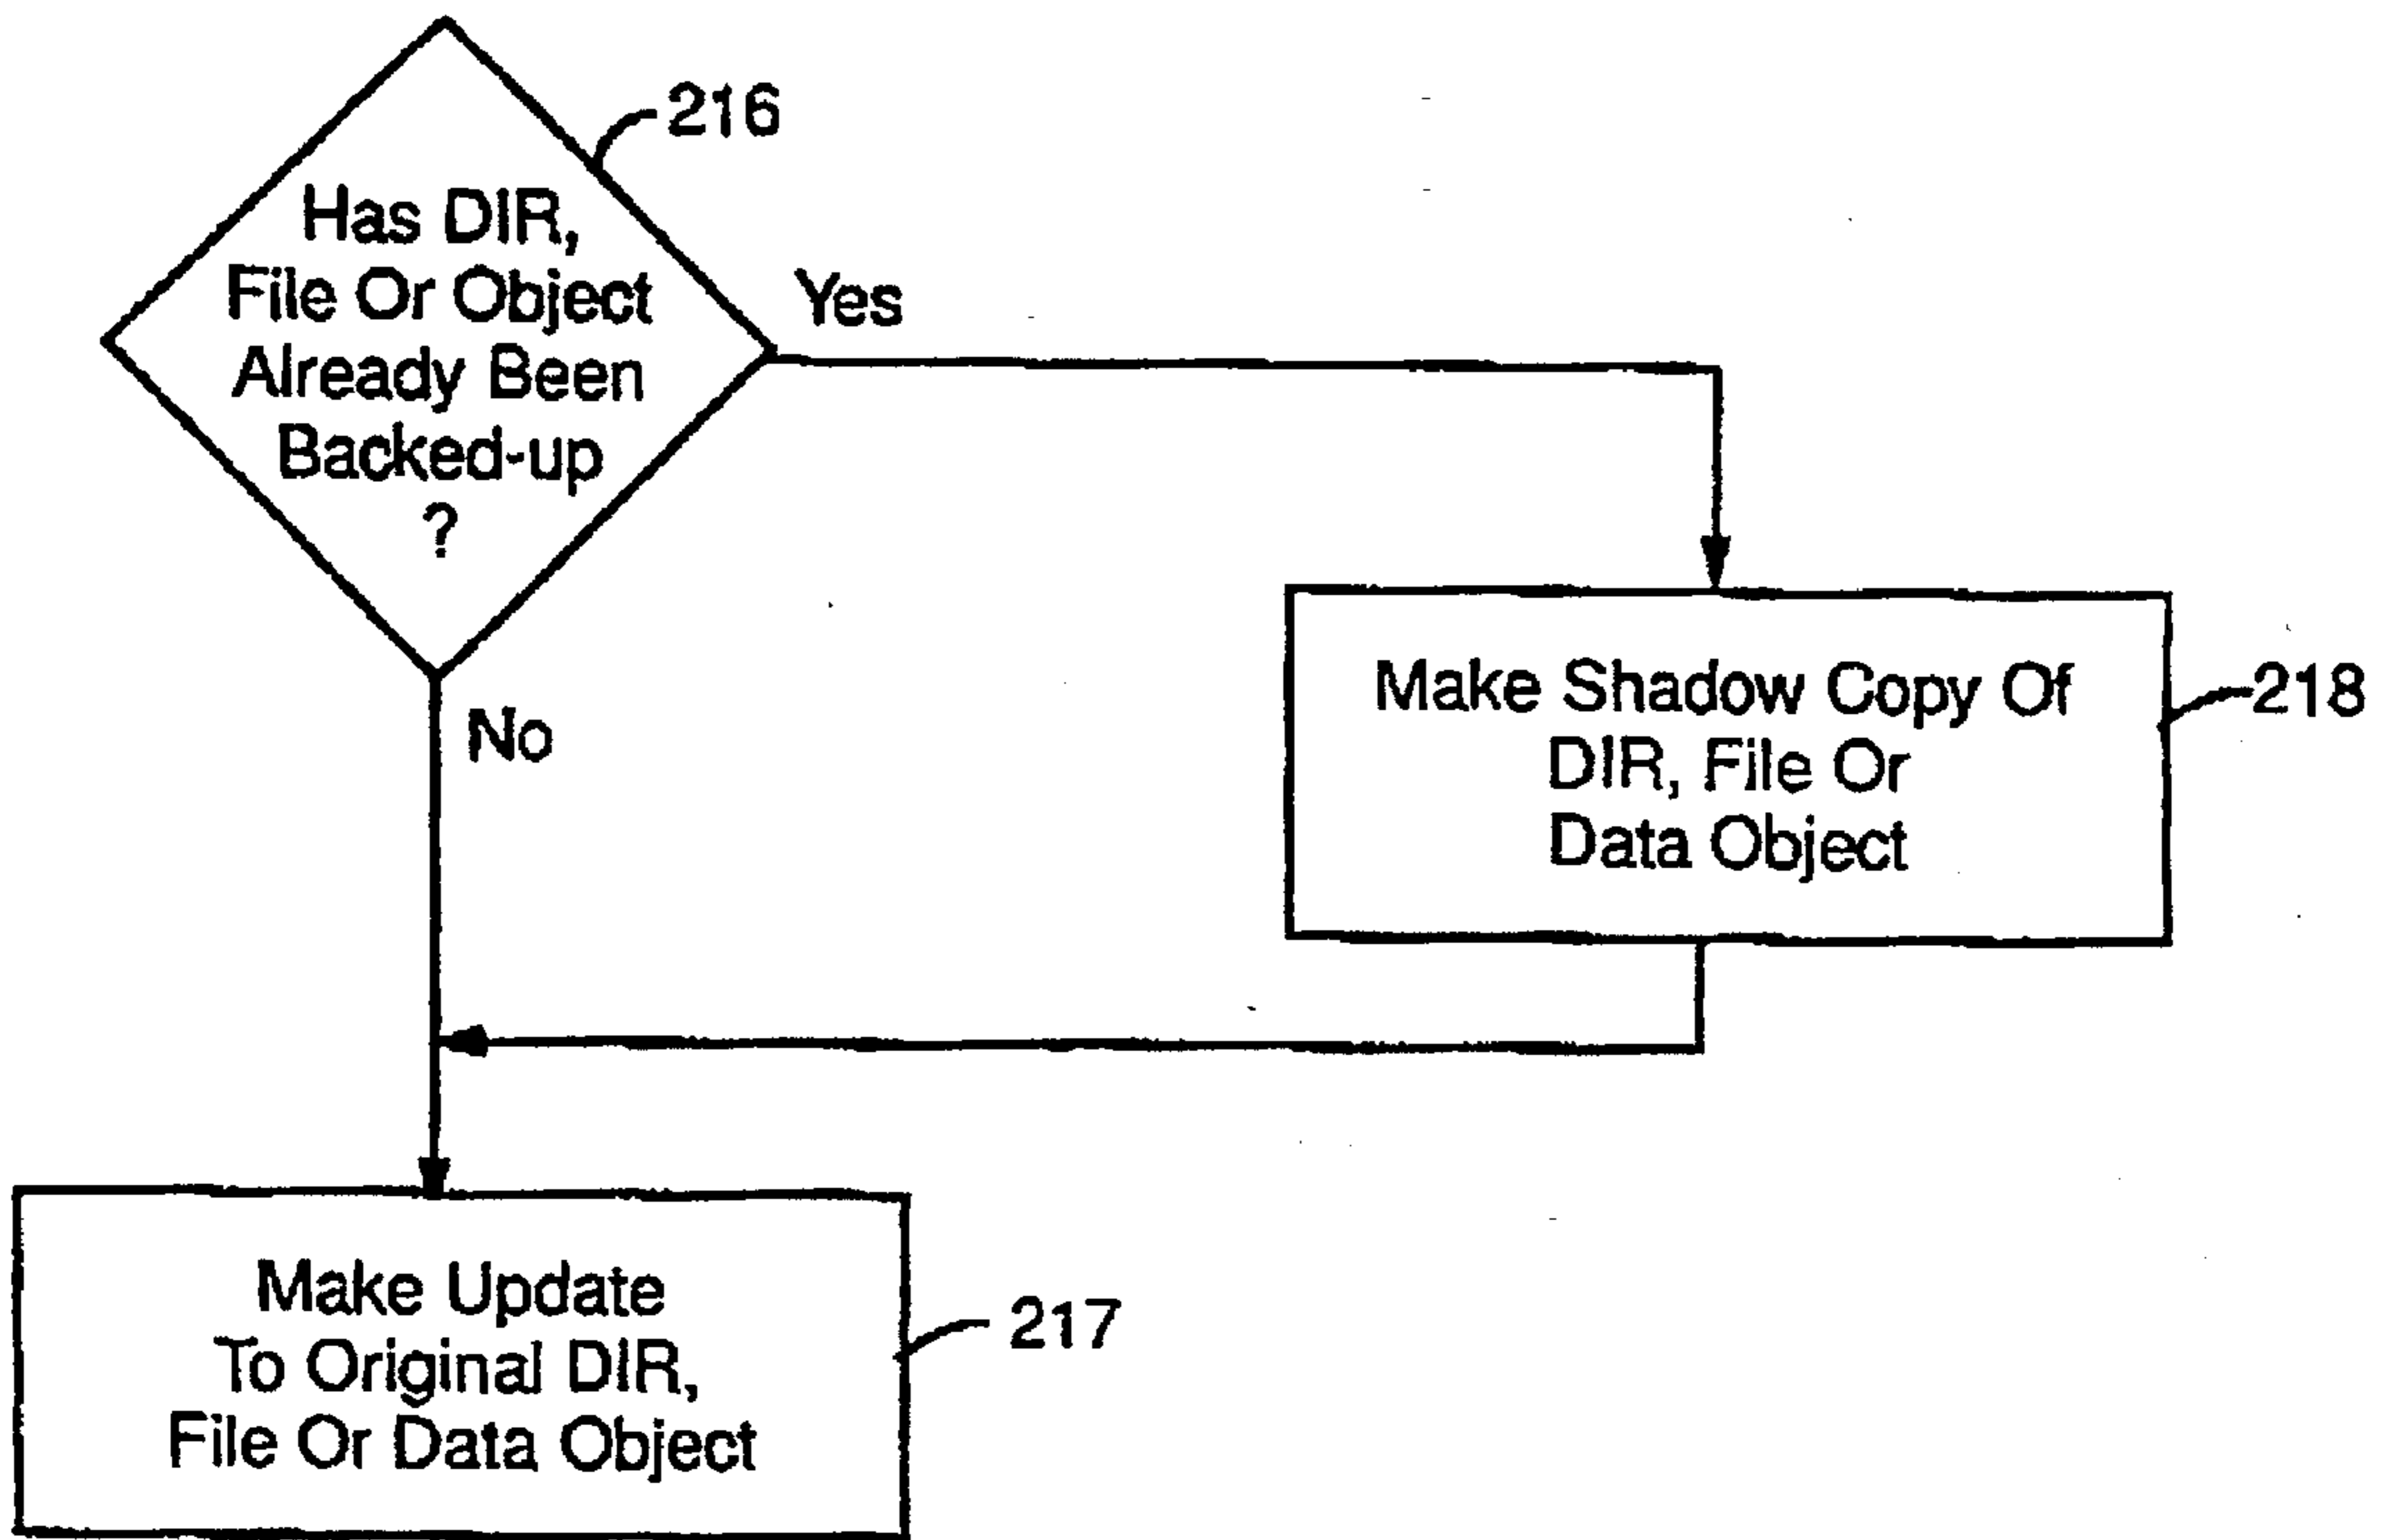 216
Has DIR,
File Or Object
Already Been
Backed-up
?
Yes
No
Make Shadow Copy Of
DIR, File Or
Data Object
218
Make Update
To Original DIR,
File Or Data Object
217